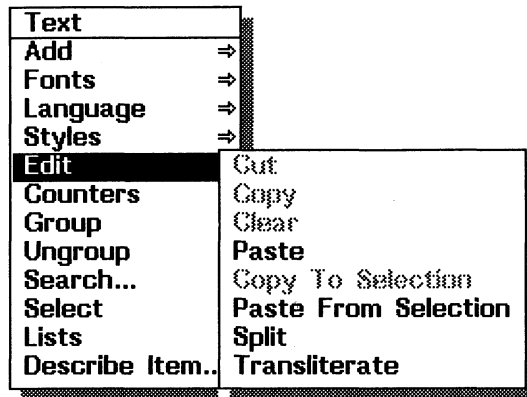 Text
Add ⇒
Fonts ⇒
Language ⇒
Styles ⇒
Edit
Counters
Group
Ungroup
Search...
Select
Lists
Describe Item..
Cut
Copy
Clear
Paste
Copy To Selection
Paste From Selection
Split
Transliterate